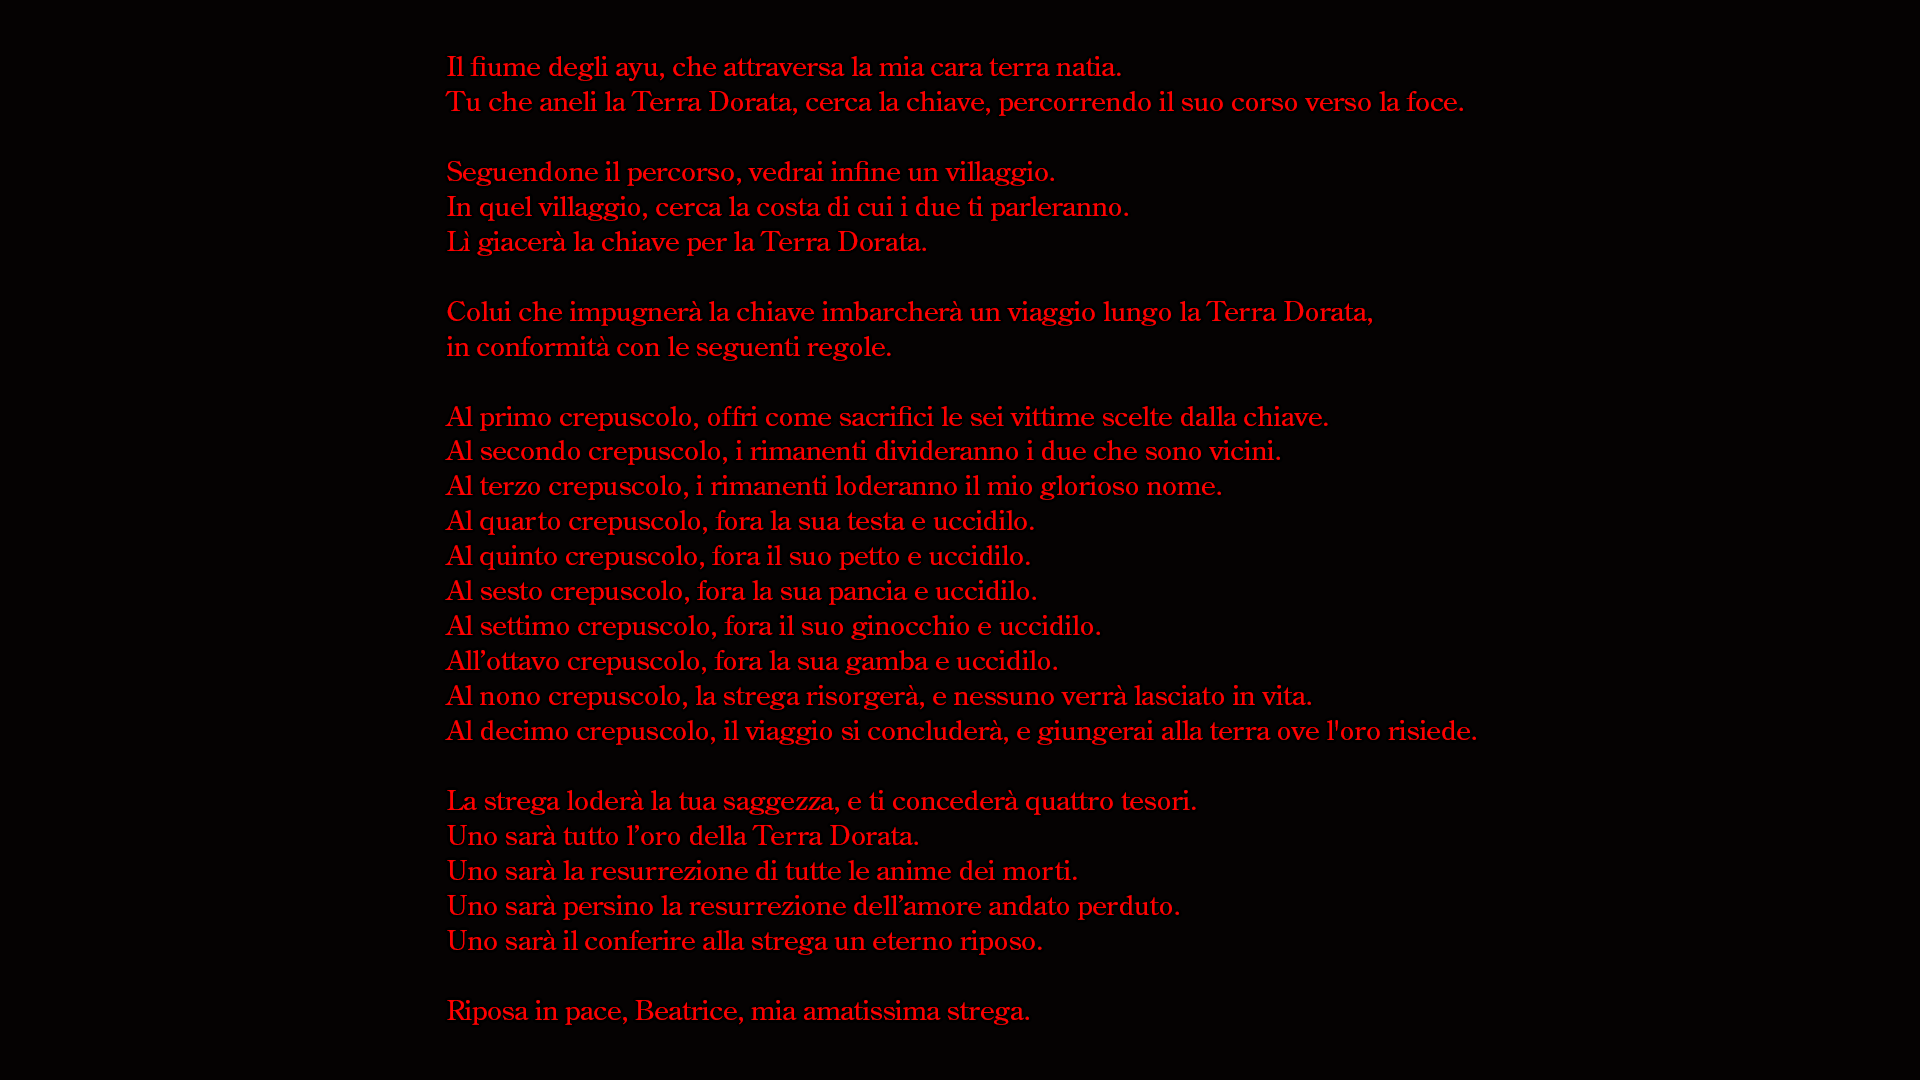 Il fiume degli ayu, che attraversa la mia cara terra natia.
Tu che aneli la Terra Dorata, cerca la chiave, percorrendo il suo corso verso la foce.
Seguendone il percorso, vedrai infine un villaggio.
In quel villaggio, cerca la costa di cui i due ti parleranno.
Lì giacerà la chiave per la Terra Dorata.
Colui che impugnerà la chiave imbarcherà un viaggio lungo la Terra Dorata,
in conformità con le seguenti regole.
Al primo crepuscolo, offri come sacrifici le sei vittime scelte dalla chiave.
Al secondo crepuscolo, i rimanenti divideranno i due che sono vicini.
Al terzo crepuscolo, i rimanenti loderanno il mio glorioso nome.
Al quarto crepuscolo, fora la sua testa e uccidilo.
Al quinto crepuscolo, fora il suo petto e uccidilo.
Al sesto crepuscolo, fora la sua pancia e uccidilo.
Al settimo crepuscolo, fora il suo ginocchio e uccidilo.
All’ottavo crepuscolo, fora la sua gamba e uccidilo.
Al nono crepuscolo, la strega risorgerà, e nessuno verrà lasciato in vita.
Al decimo crepuscolo, il viaggio si concluderà, e giungerai alla terra ove l'oro risiede.
La strega loderà la tua saggezza, e ti concederà quattro tesori.
Uno sarà tutto l’oro della Terra Dorata.
Uno sarà la resurrezione di tutte le anime dei morti.
Uno sarà persino la resurrezione dell’amore andato perduto.
Uno sarà il conferire alla strega un eterno riposo.
Riposa in pace, Beatrice, mia amatissima strega.